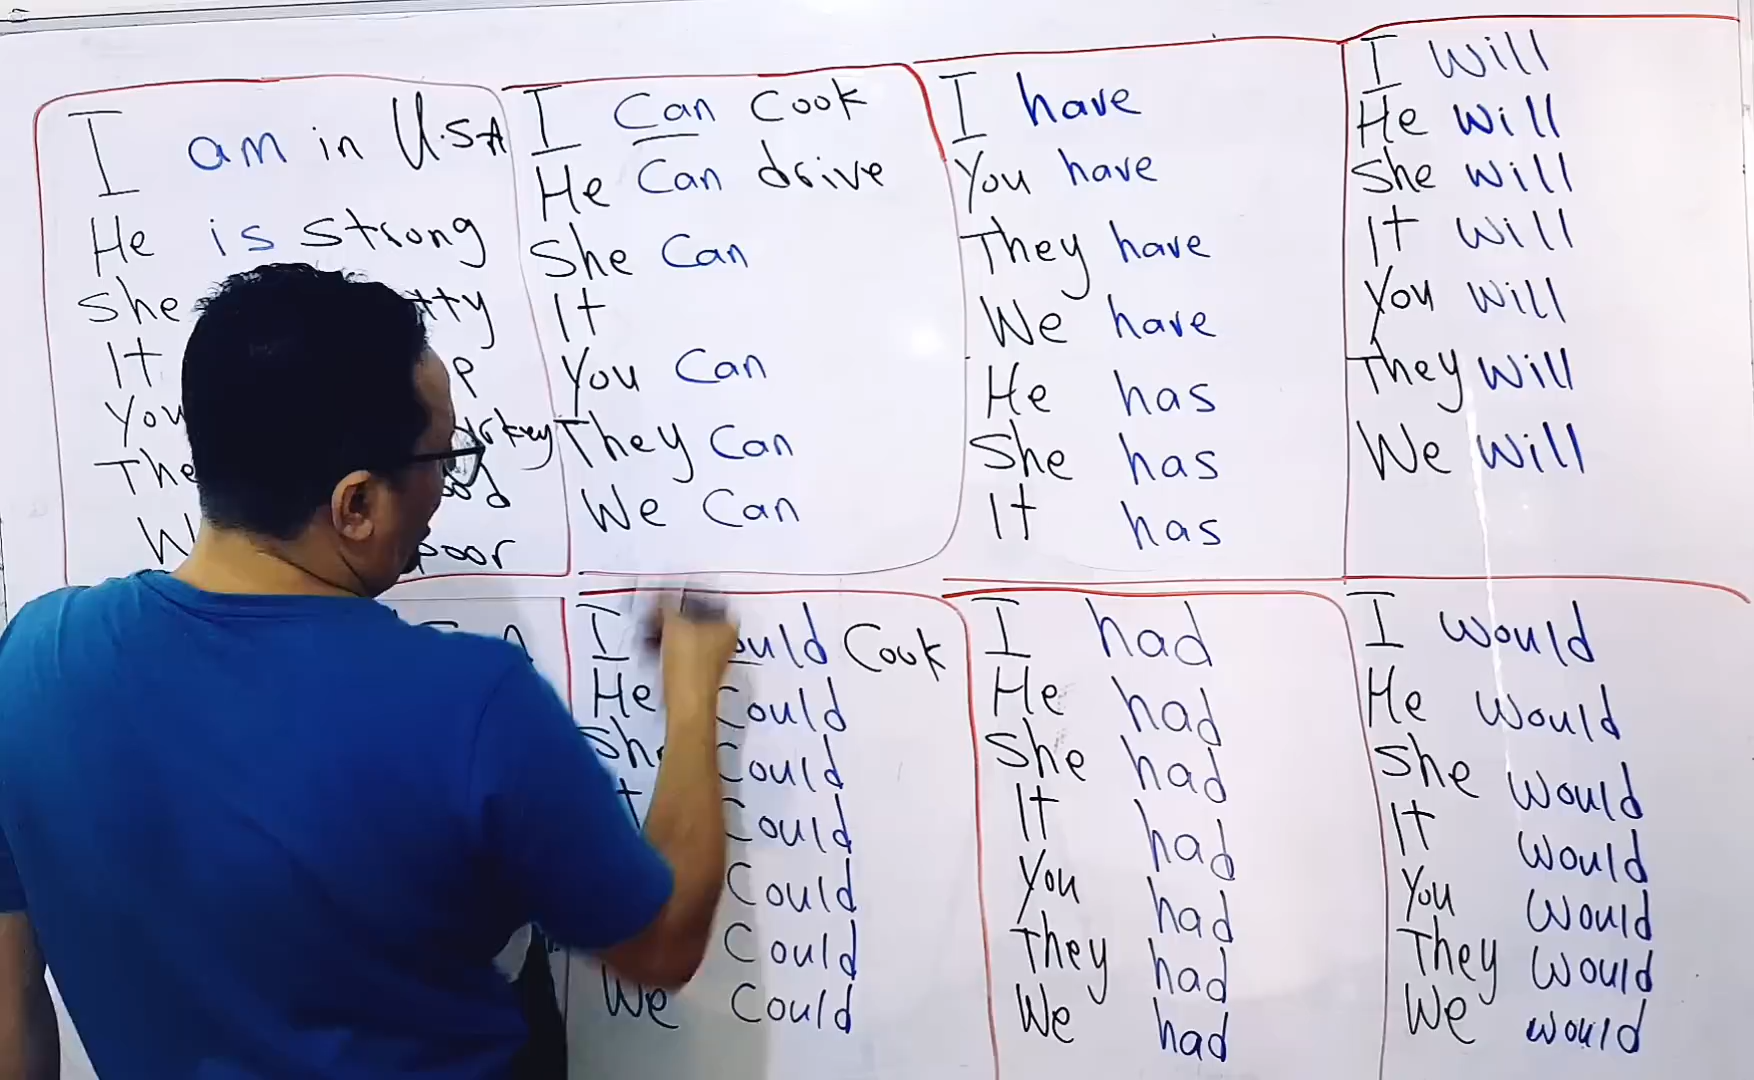 I am in U.S.A
He is strong
She
It
You
The
poor
I Can Cook
He Can drive
She Can
It
You Can
They Can
We Can
I have
You have
They have
We have
He has
She has
It has
I Will
He Will
She Will
It Will
You Will
They Will
We Will
I ould Cook
He Could
She Could
Could
Could
Could
We Could
I had
He had
She had
It had
You had
They had
We had
I would
He Would
She Would
It Would
You Would
They Would
We would